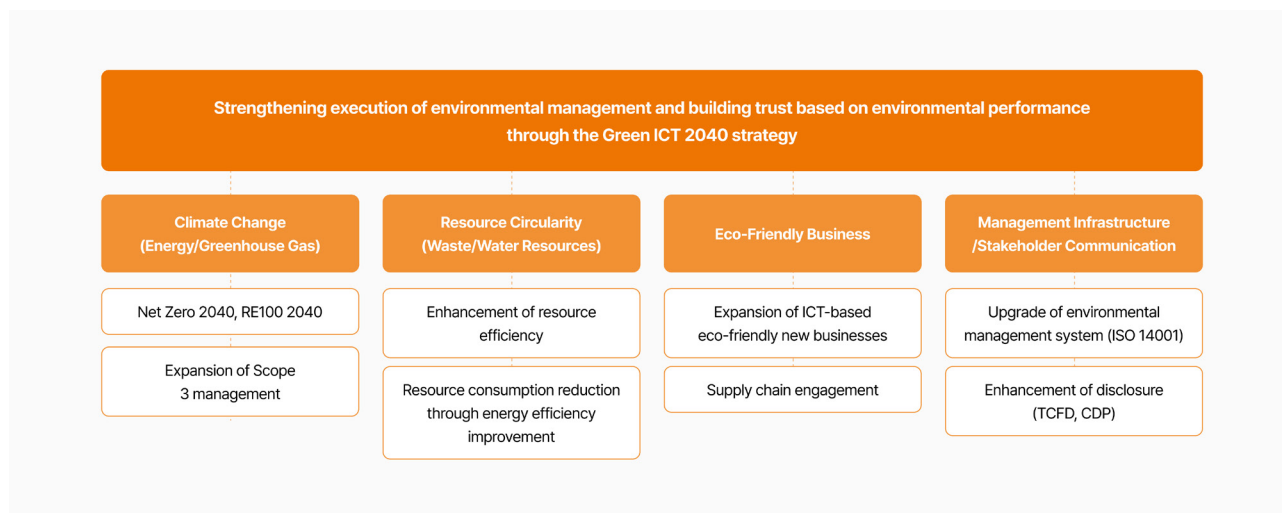 Strengthening execution of environmental management and building trust based on environmental performance
through the Green ICT 2040 strategy
Climate Change
(Energy/Greenhouse Gas)
Net Zero 2040, RE100 2040
Expansion of Scope
3 management
Resource Circularity
(Waste/Water Resources)
Enhancement of resource
efficiency
Resource consumption reduction
through energy efficiency
improvement
Eco-Friendly Business
Expansion of ICT-based
eco-friendly new businesses
Supply chain engagement
Management Infrastructure
/Stakeholder Communication
Upgrade of environmental
management system (ISO 14001)
Enhancement of disclosure
(TCFD, CDP)